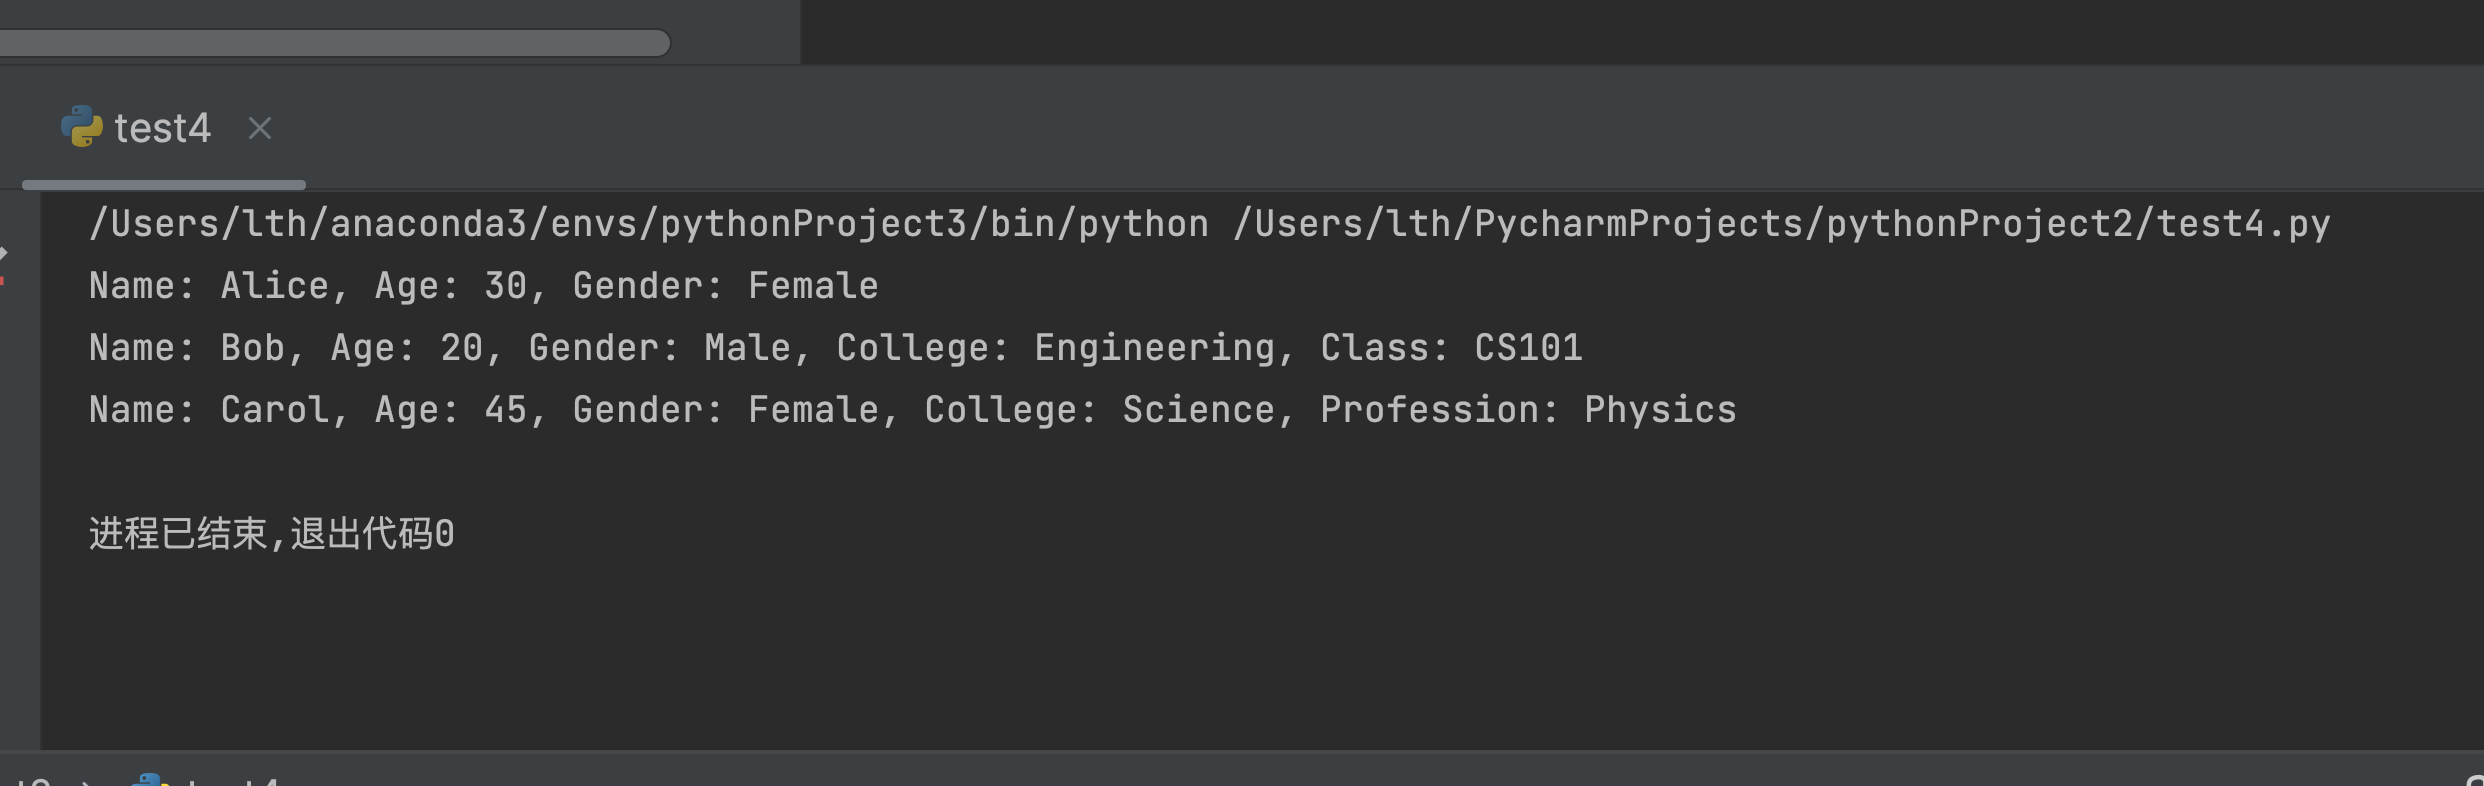 test4
/Users/lth/anaconda3/envs/pythonProject3/bin/python /Users/lth/PycharmProjects/pythonProject2/test4.py
Name: Alice, Age: 30, Gender: Female
Name: Bob, Age: 20, Gender: Male, College: Engineering, Class: CS101
Name: Carol, Age: 45, Gender: Female, College: Science, Profession: Physics
进程已结束,退出代码0